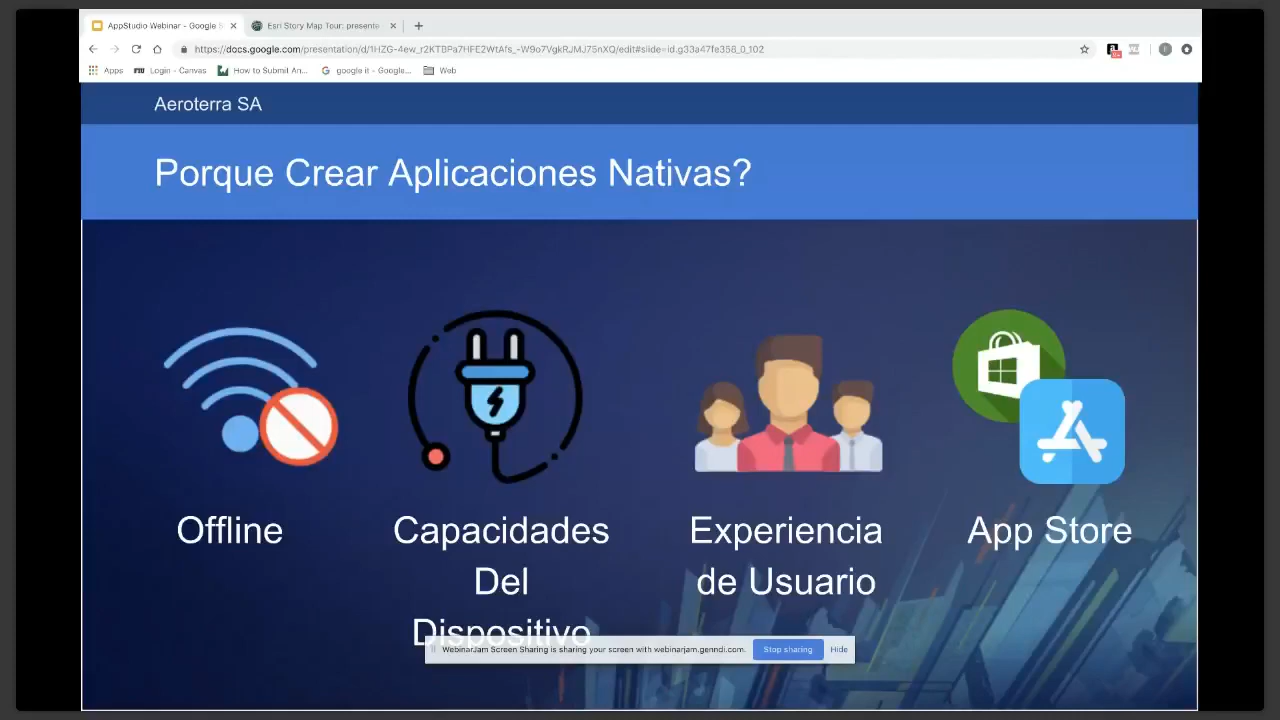 AppStudio Webinar - Google S
Esri Story Map Tour: presente
https://docs.google.com/presentation/d/1HZG-4ew_r2KTBPa7HFE2WtAfs_-W9o7VgkRJMJ75nXQ/edit#slide=id.g33a47fe358_0_102
Apps
FIU Login - Canvas
How to Submit An...
google it - Google...
Web
Aeroterra SA
Porque Crear Aplicaciones Nativas?
Offline
Capacidades
Del
Dispositivo
Experiencia
de Usuario
App Store
WebinarJam Screen Sharing is sharing your screen with webinarjam.genndi.com.
Stop sharing
Hide